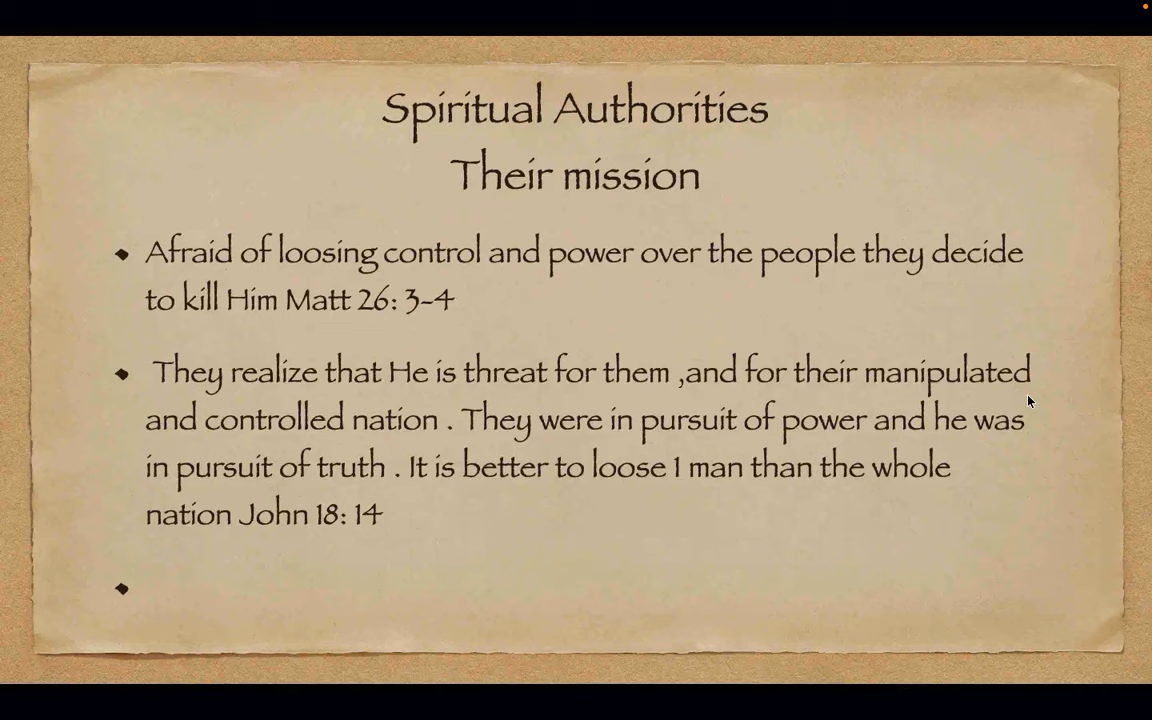 Spiritual Authorities
Their mission
• Afraid of loosing control and power over the people they decide
to kill Him Matt 26: 3-4
• They realize that He is threat for them ,and for their manipulated
and controlled nation . They were in pursuit of power and he was
in pursuit of truth . It is better to loose 1 man than the whole
nation John 18: 14
•